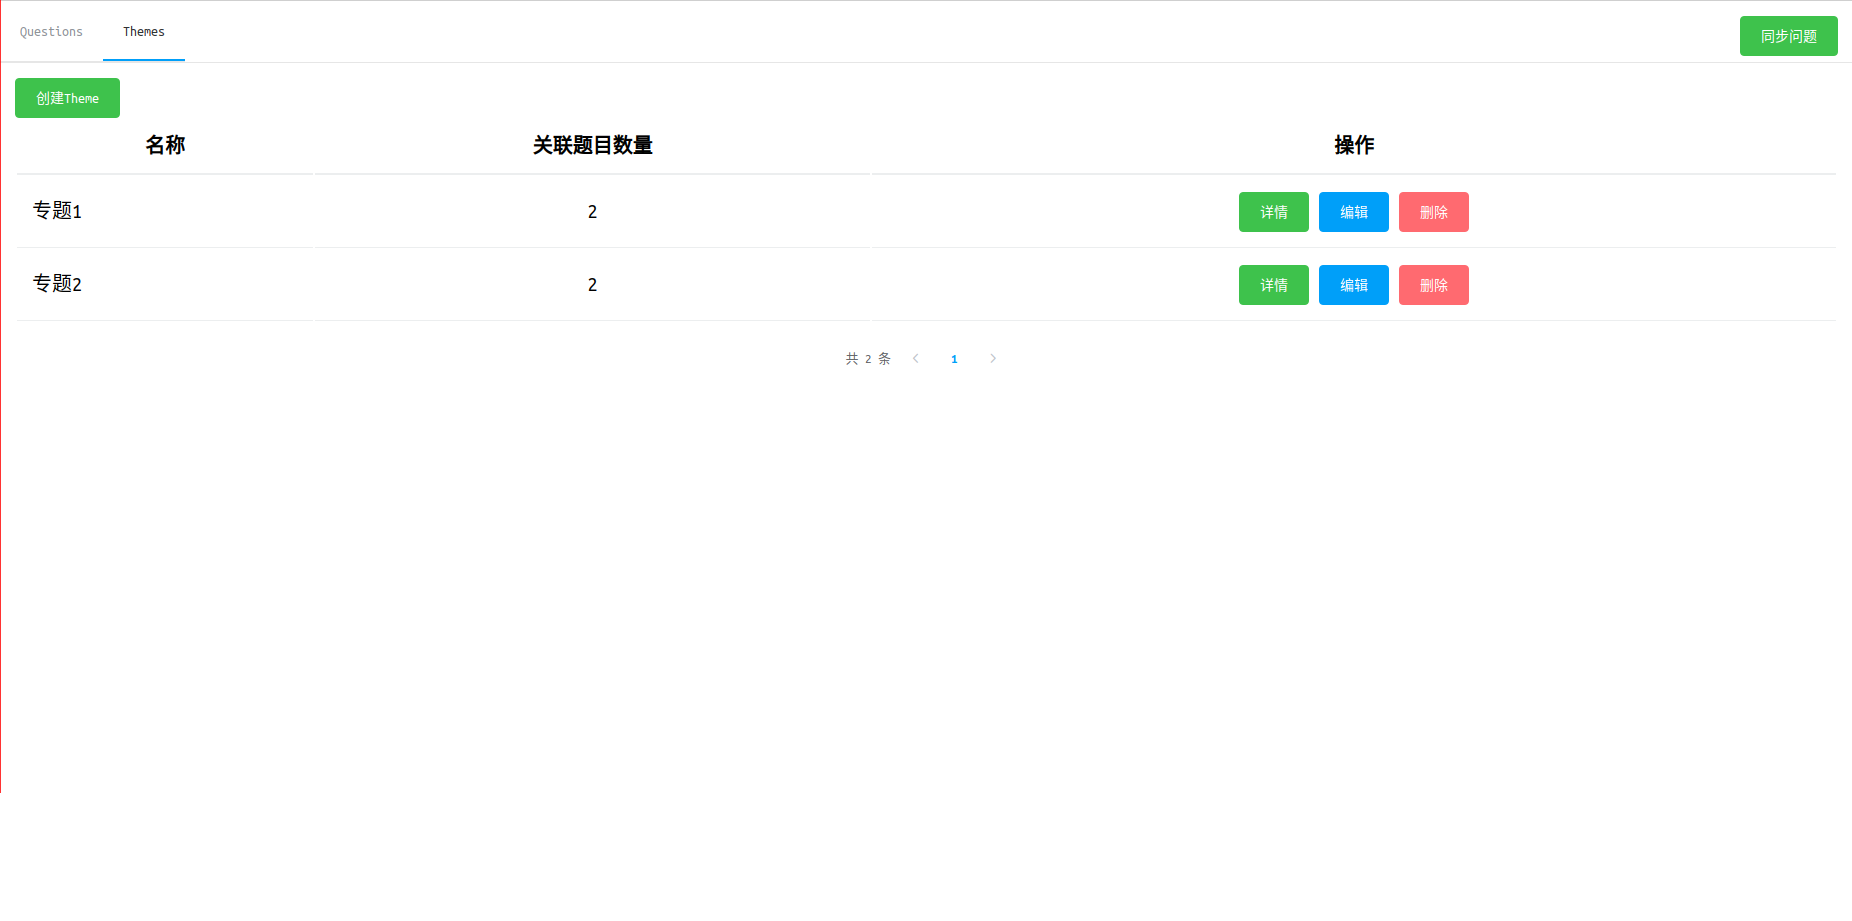 Questions Themes 同步问题
创建Theme
名称 关联题目数量 操作
专题1 2 详情 编辑 删除
专题2 2 详情 编辑 删除
共 2 条 1